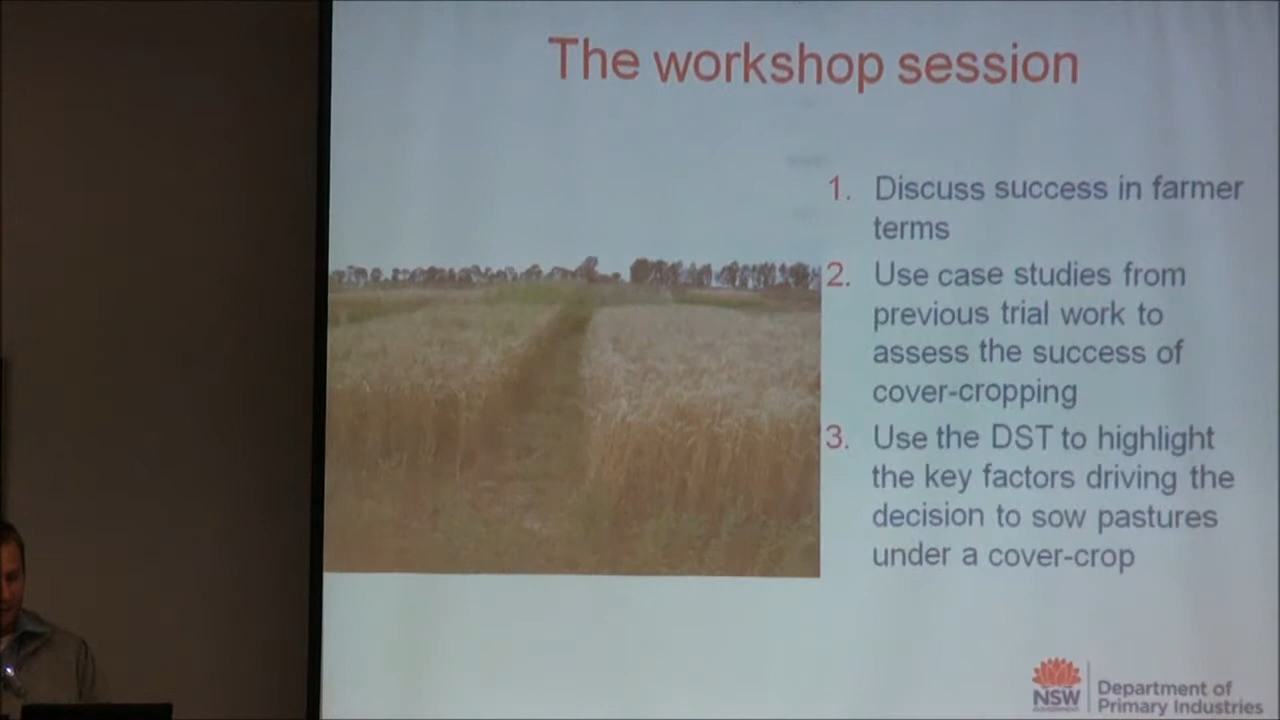 The workshop session
1. Discuss success in farmer
terms
2. Use case studies from
previous trial work to
assess the success of
cover-cropping
3. Use the DST to highlight
the key factors driving the
decision to sow pastures
under a cover-crop
NSW
Department of
Primary Industries